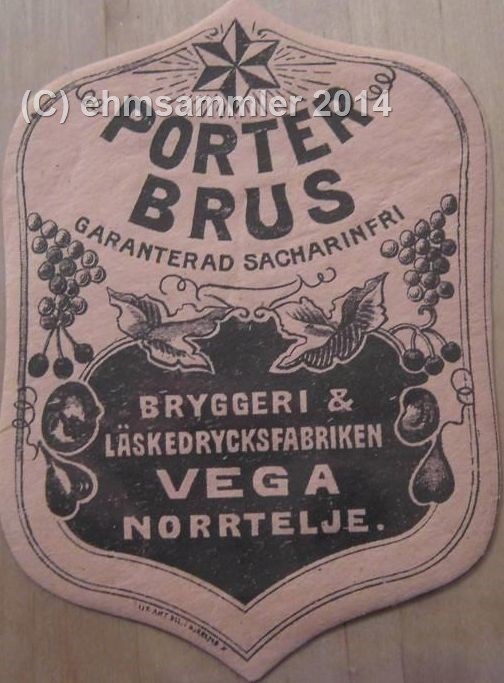 (C) ehmsammler 2014
PORTER
BRUS
GARANTERAD SACHARINFRI
BRYGGERI &
LÄSKEDRYCKSFABRIKEN
VEGA
NORRTELJE.